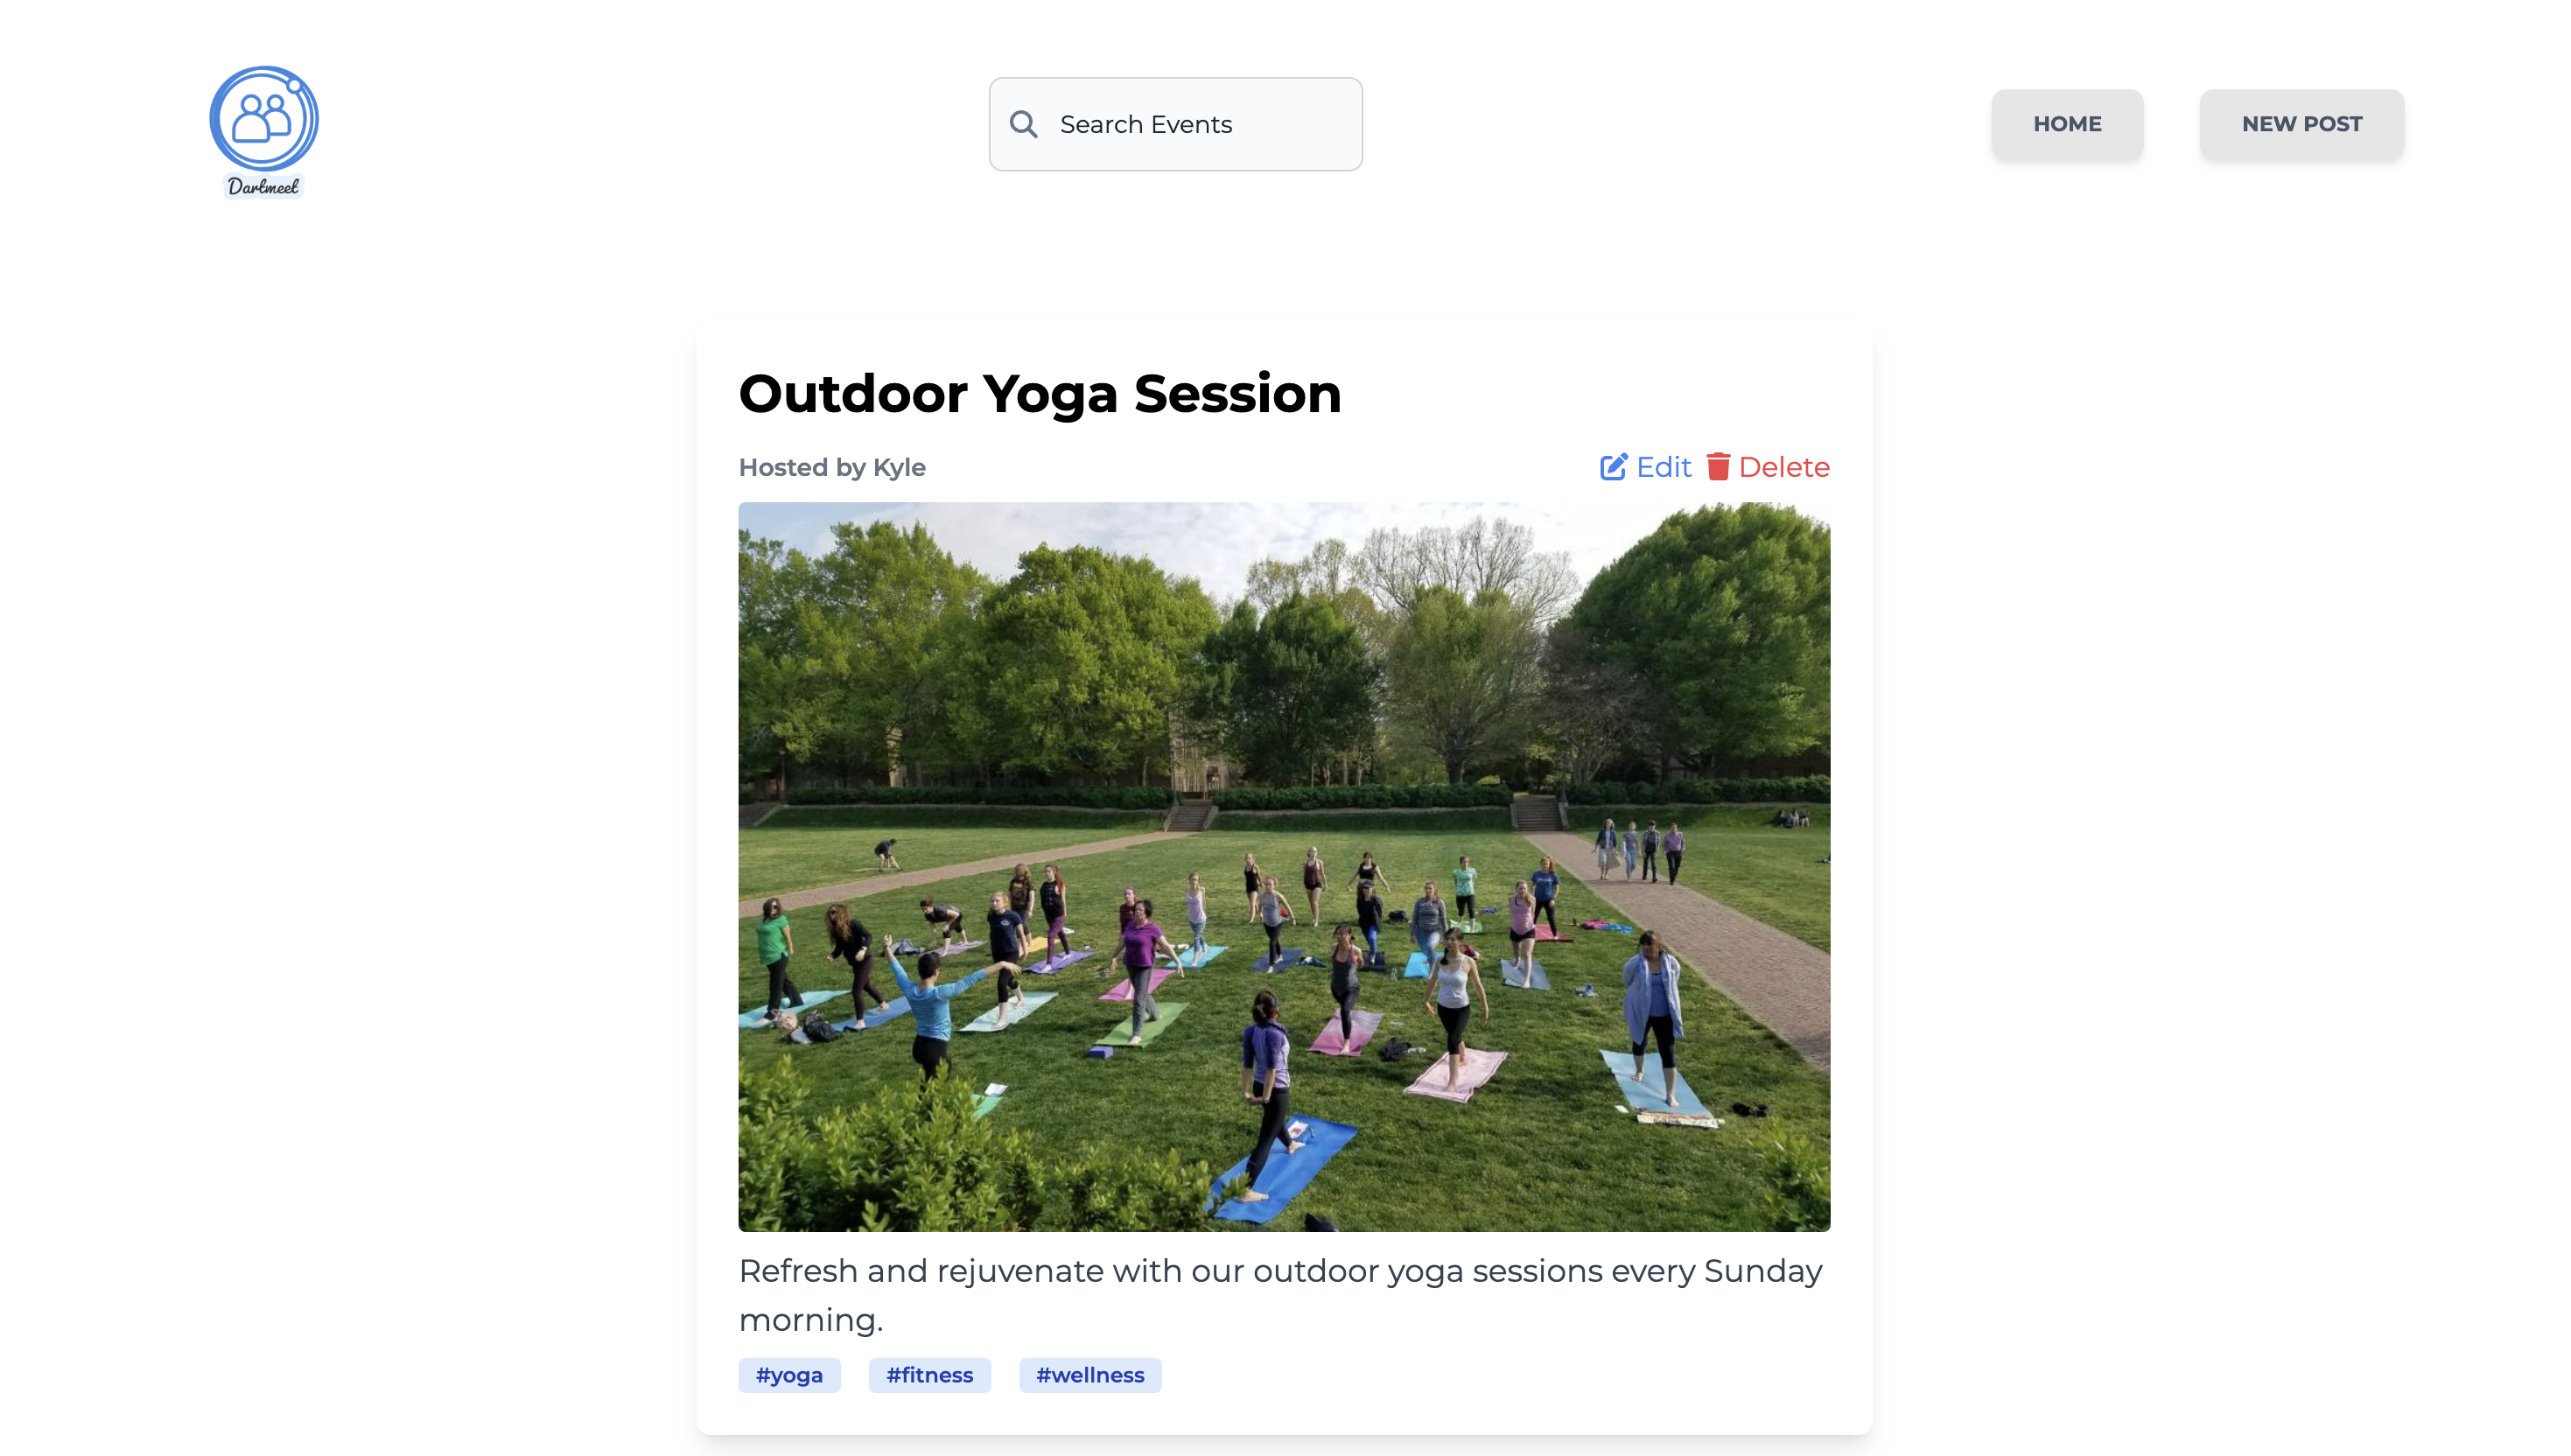 Dartmeet
Search Events
HOME
NEW POST
Outdoor Yoga Session
Hosted by Kyle
Edit
Delete
Refresh and rejuvenate with our outdoor yoga sessions every Sunday
morning.
#yoga
#fitness
#wellness